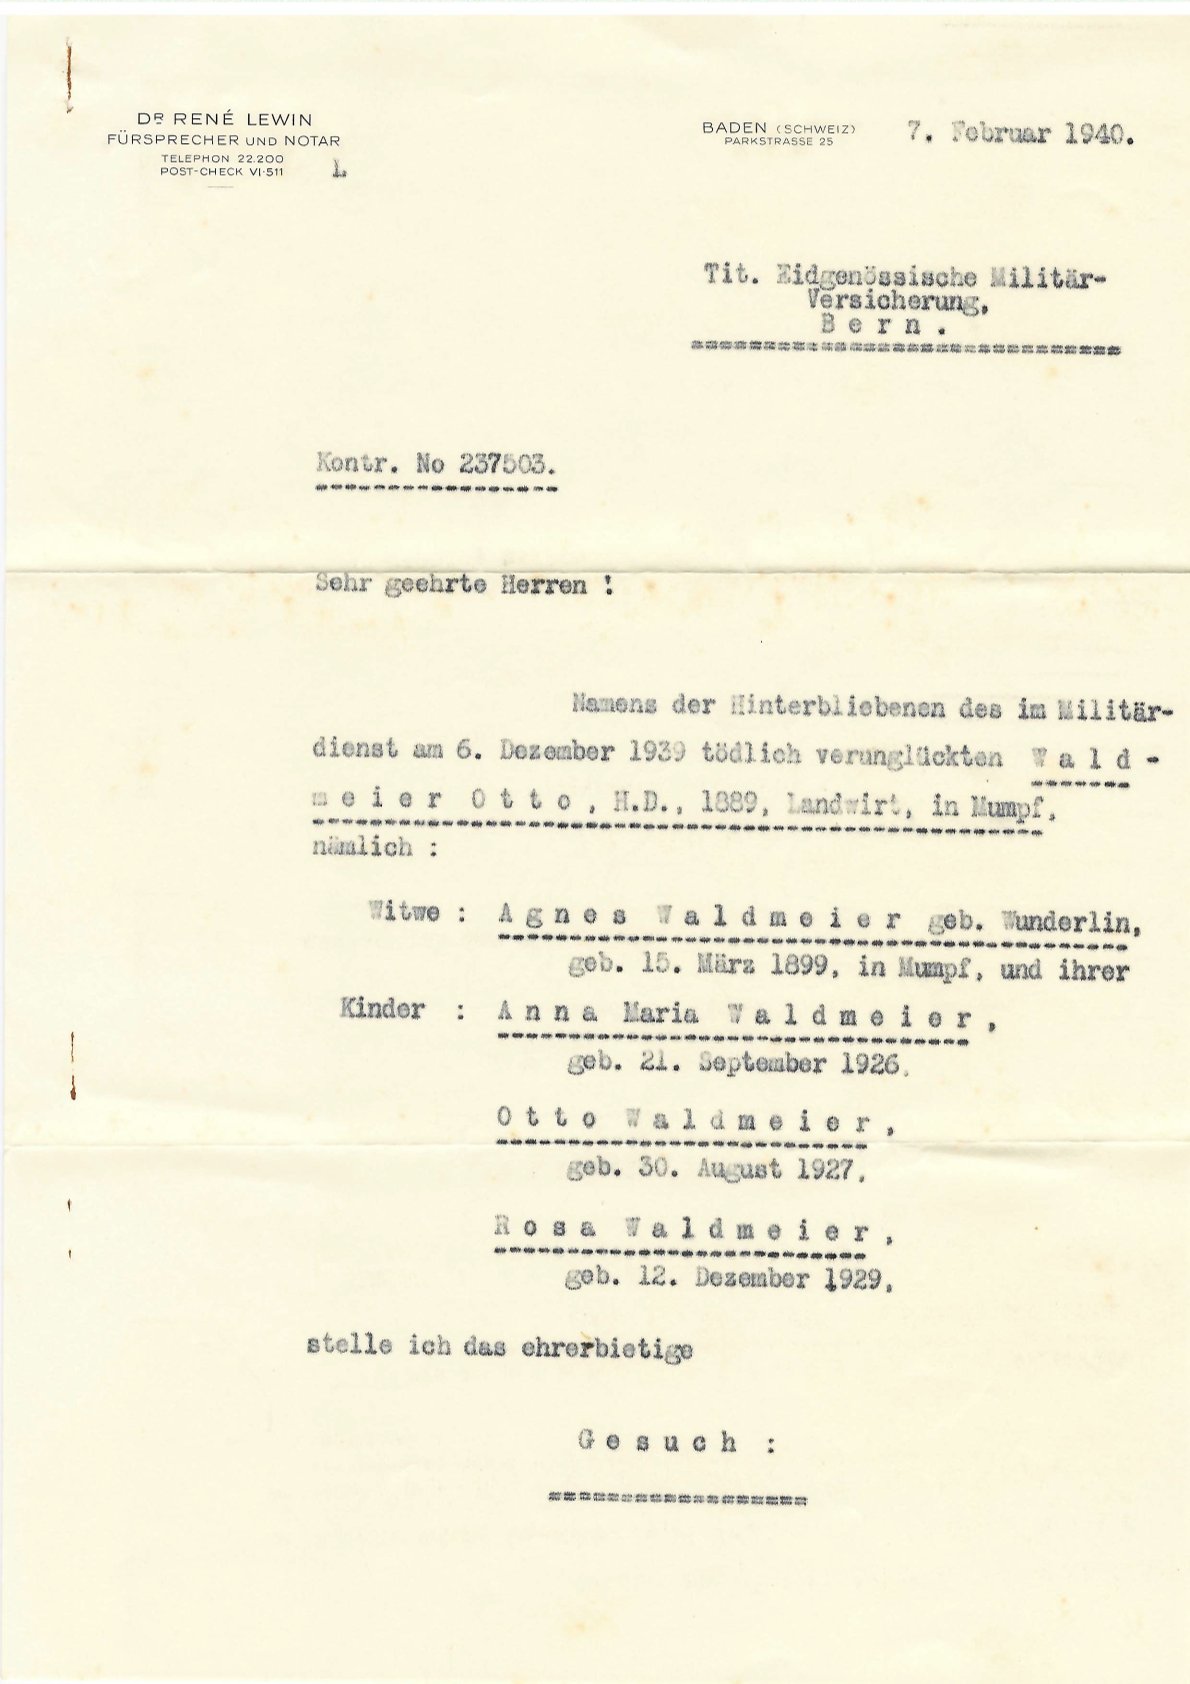 DR RENÉ LEWIN
FÜRSPRECHER UND NOTAR
TELEPHON 22.200
POST-CHECK VI·511
L.
BADEN (SCHWEIZ)
PARKSTRASSE 25
7. Februar 1940.
Tit. Eidgenössische Militär-
Versicherung,
B e r n .
Kontr. No 237503.
Sehr geehrte Herren !
Namens der Hinterbliebenen des im Militär-
dienst am 6. Dezember 1939 tödlich verunglückten W a l d -
m e i e r O t t o , H.D., 1889, Landwirt, in Mumpf,
nämlich :
Witwe : A g n e s W a l d m e i e r geb. Wunderlin,
geb. 15. März 1899, in Mumpf, und ihrer
Kinder : A n n a Maria W a l d m e i e r ,
geb. 21. September 1926,
O t t o W a l d m e i e r ,
geb. 30. August 1927,
R o s a W a l d m e i e r ,
geb. 12. Dezember 1929,
stelle ich das ehrerbietige
G e s u c h :